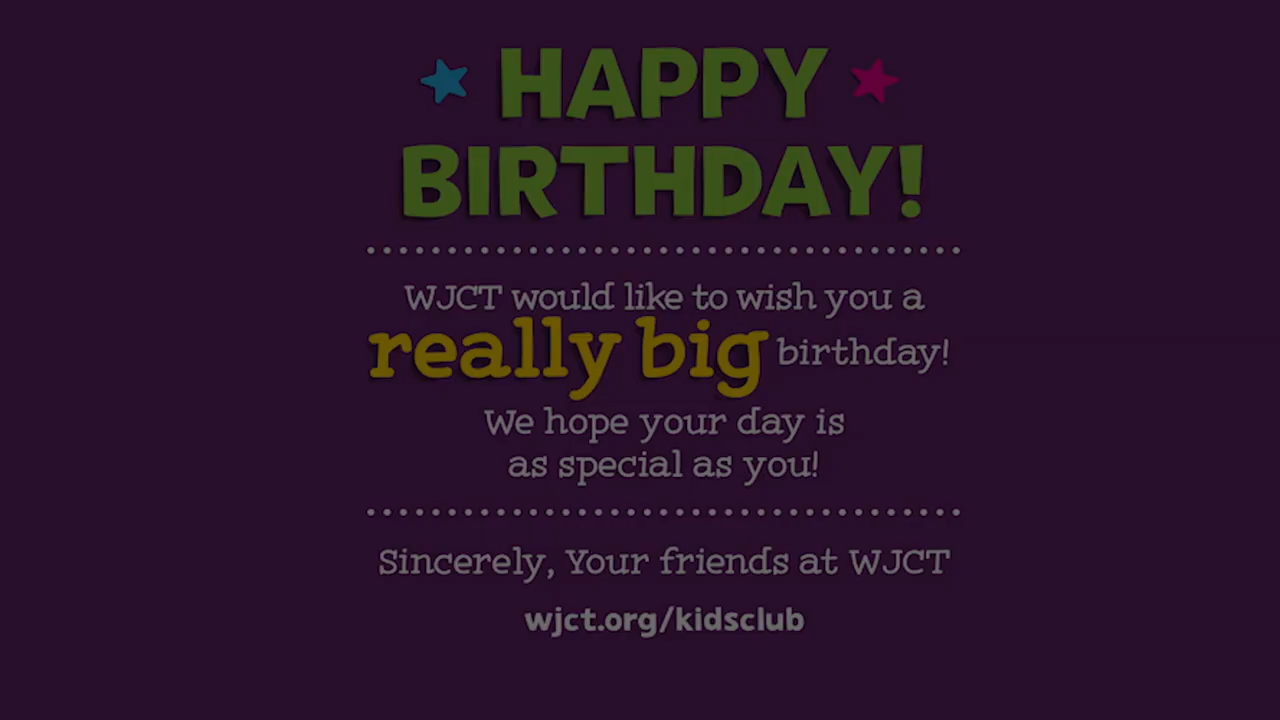 HAPPY
BIRTHDAY!
WJCT would like to wish you a
really big birthday!
We hope your day is
as special as you!
Sincerely, Your friends at WJCT
wjct.org/kidsclub